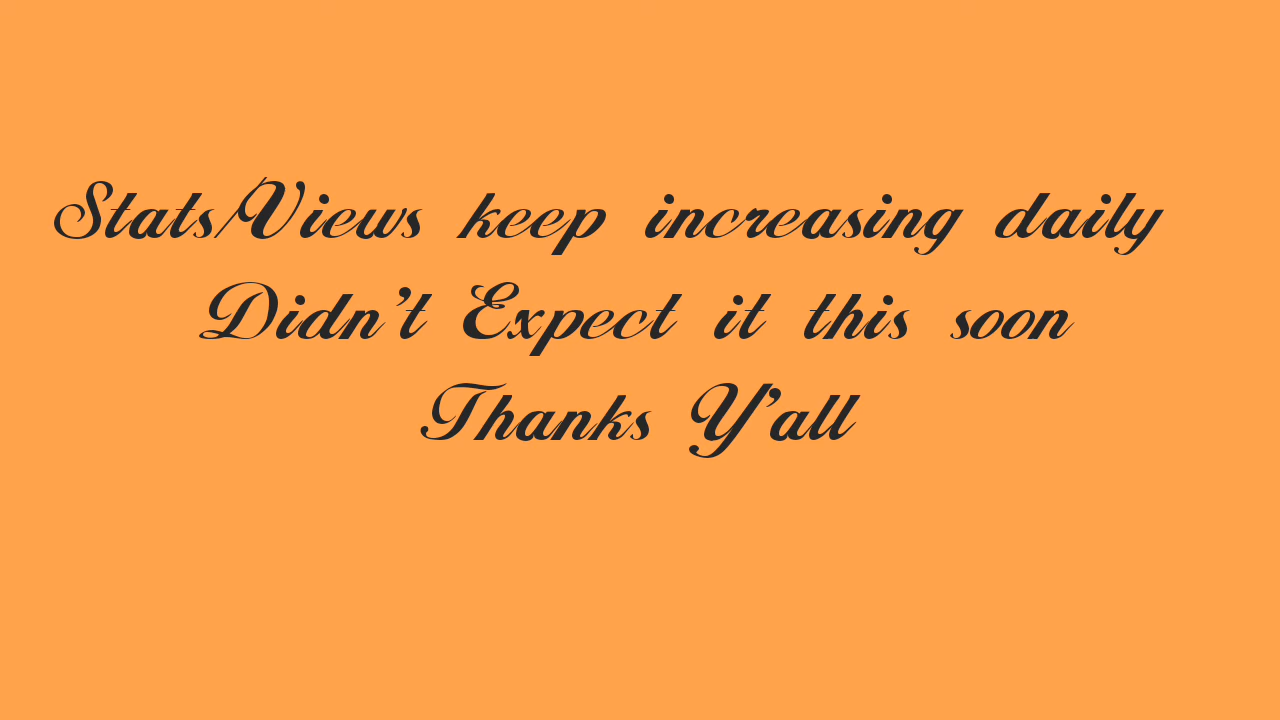 Stats/Views keep increasing daily
Didn't Expect it this soon
Thanks Y'all